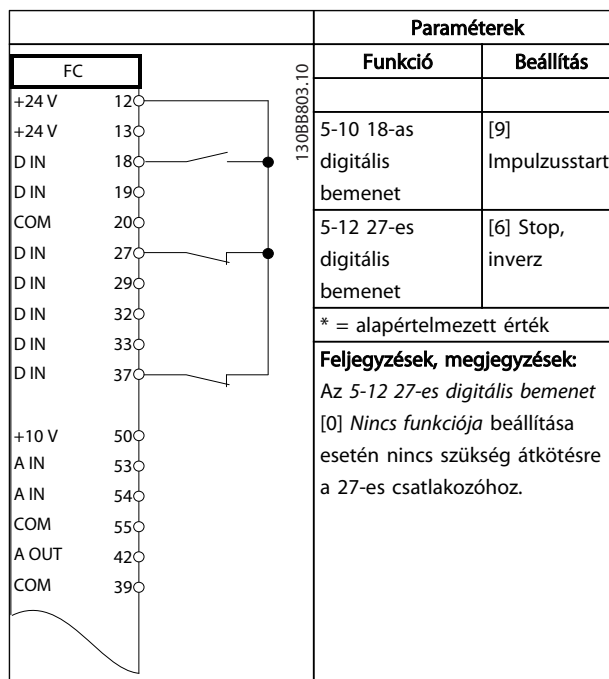 FC
+24 V 12
+24 V 13
D IN 18
D IN 19
COM 20
D IN 27
D IN 29
D IN 32
D IN 33
D IN 37
+10 V 50
A IN 53
A IN 54
COM 55
A OUT 42
COM 39
130BB803.10
Paraméterek
Funkció Beállítás
5-10 18-as [9]
digitális Impulzusstart
bemenet
5-12 27-es [6] Stop,
digitális inverz
bemenet
* = alapértelmezett érték
Feljegyzések, megjegyzések:
Az 5-12 27-es digitális bemenet
[0] Nincs funkciója beállítása
esetén nincs szükség átkötésre
a 27-es csatlakozóhoz.